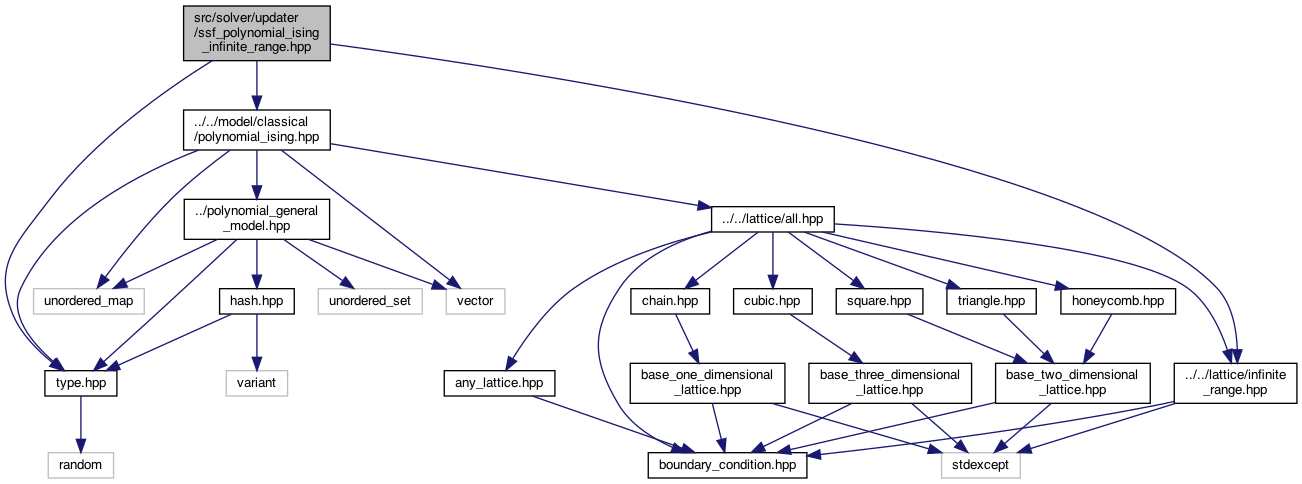 src/solver/updater
/ssf_polynomial_ising
_infinite_range.hpp
../../model/classical
/polynomial_ising.hpp
../polynomial_general
_model.hpp
../../lattice/all.hpp
unordered_map
hash.hpp
unordered_set
vector
chain.hpp
cubic.hpp
square.hpp
triangle.hpp
honeycomb.hpp
type.hpp
variant
any_lattice.hpp
base_one_dimensional
_lattice.hpp
base_three_dimensional
_lattice.hpp
base_two_dimensional
_lattice.hpp
../../lattice/infinite
_range.hpp
random
boundary_condition.hpp
stdexcept